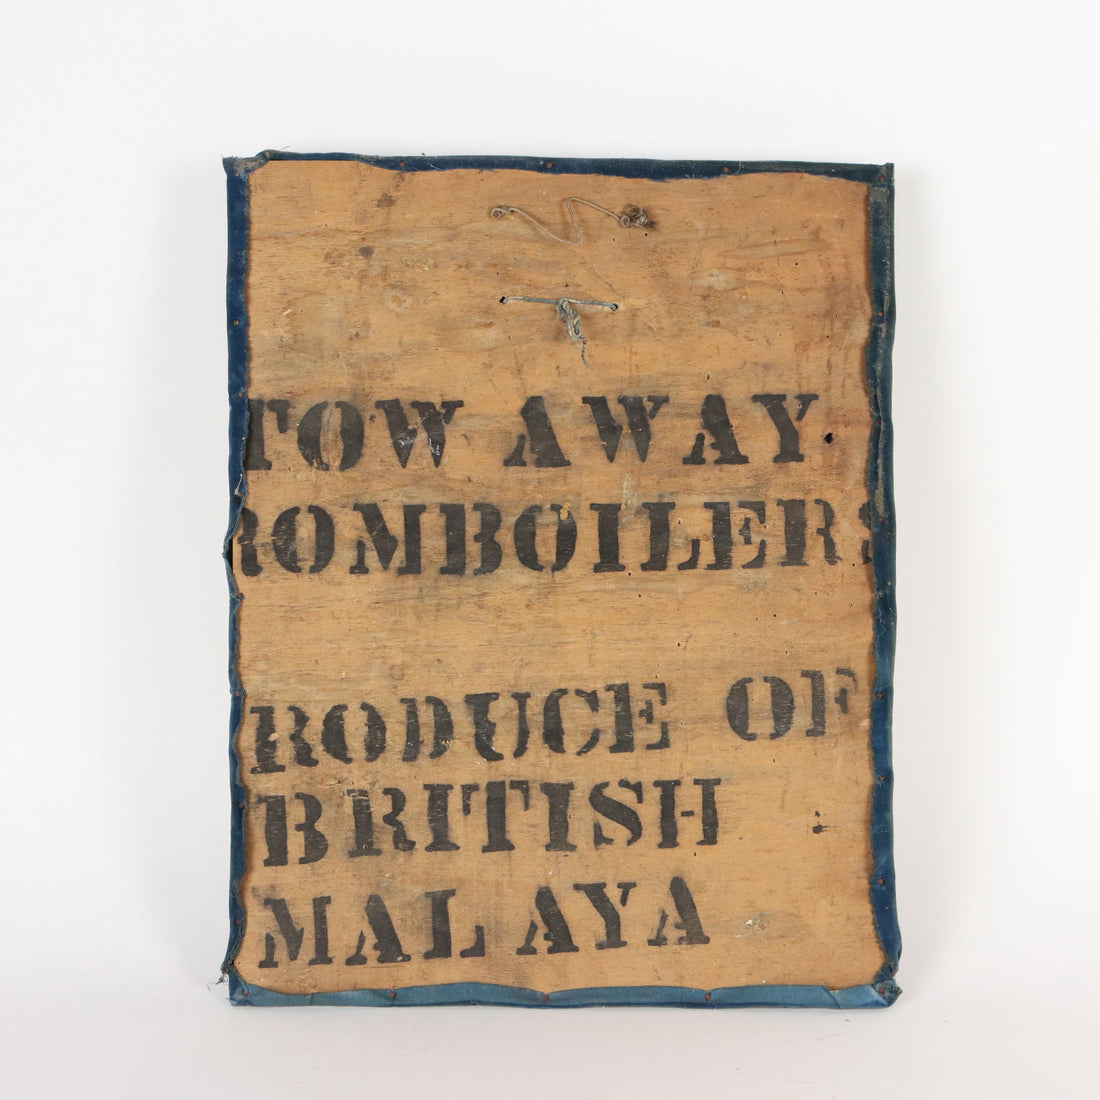 TOW AWAY
ROMBOILERS
RODUCE OF
BRITISH
MALAYA